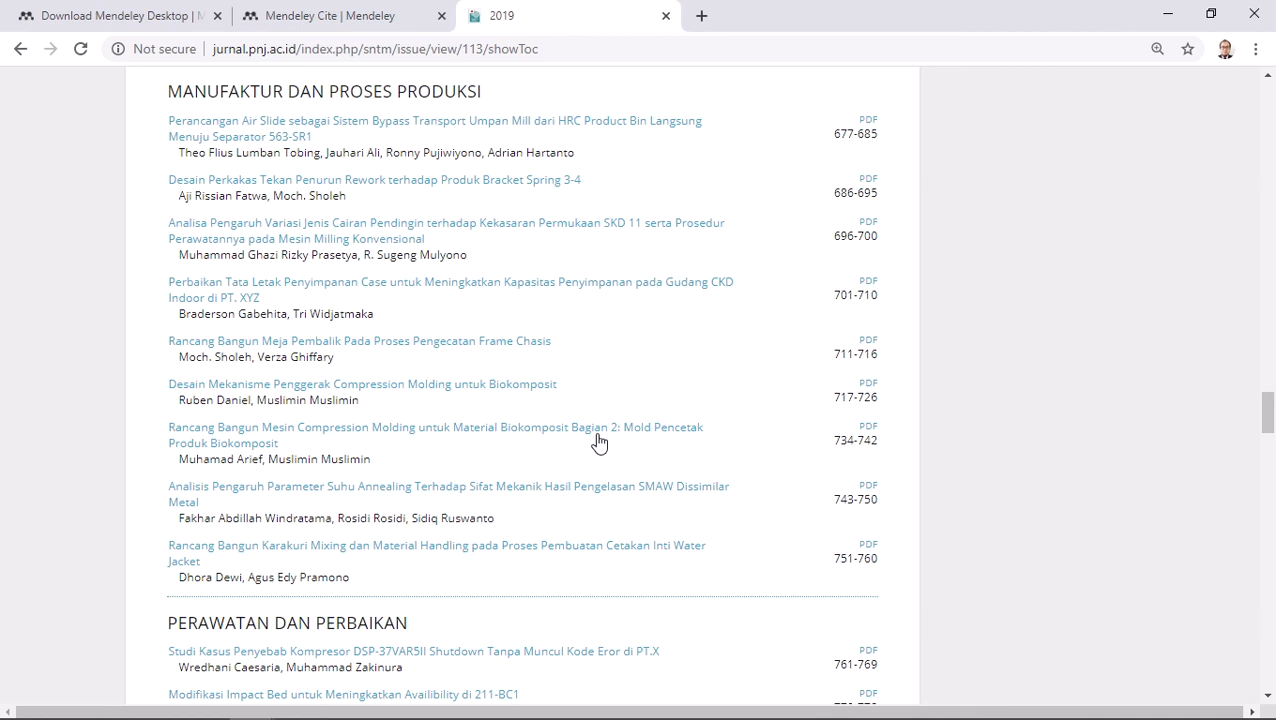 Download Mendeley Desktop | M
Mendeley Cite | Mendeley
2019
Not secure
jurnal.pnj.ac.id/index.php/sntm/issue/view/113/showToc
MANUFAKTUR DAN PROSES PRODUKSI
Perancangan Air Slide sebagai Sistem Bypass Transport Umpan Mill dari HRC Product Bin Langsung
PDF
Menuju Separator 563-SR1
677-685
Theo Flius Lumban Tobing, Jauhari Ali, Ronny Pujiwiyono, Adrian Hartanto
Desain Perkakas Tekan Penurun Rework terhadap Produk Bracket Spring 3-4
PDF
Aji Rissian Fatwa, Moch. Sholeh
686-695
Analisa Pengaruh Variasi Jenis Cairan Pendingin terhadap Kekasaran Permukaan SKD 11 serta Prosedur
PDF
Perawatannya pada Mesin Milling Konvensional
696-700
Muhammad Ghazi Rizky Prasetya, R. Sugeng Mulyono
Perbaikan Tata Letak Penyimpanan Case untuk Meningkatkan Kapasitas Penyimpanan pada Gudang CKD
PDF
Indoor di PT. XYZ
701-710
Braderson Gabehita, Tri Widjatmaka
Rancang Bangun Meja Pembalik Pada Proses Pengecatan Frame Chasis
PDF
Moch. Sholeh, Verza Ghiffary
711-716
Desain Mekanisme Penggerak Compression Molding untuk Biokomposit
PDF
Ruben Daniel, Muslimin Muslimin
717-726
Rancang Bangun Mesin Compression Molding untuk Material Biokomposit Bagian 2: Mold Pencetak
PDF
Produk Biokomposit
734-742
Muhamad Arief, Muslimin Muslimin
Analisis Pengaruh Parameter Suhu Annealing Terhadap Sifat Mekanik Hasil Pengelasan SMAW Dissimilar
PDF
Metal
743-750
Fakhar Abdillah Windratama, Rosidi Rosidi, Sidiq Ruswanto
Rancang Bangun Karakuri Mixing dan Material Handling pada Proses Pembuatan Cetakan Inti Water
PDF
Jacket
751-760
Dhora Dewi, Agus Edy Pramono
PERAWATAN DAN PERBAIKAN
Studi Kasus Penyebab Kompresor DSP-37VAR5II Shutdown Tanpa Muncul Kode Eror di PT.X
PDF
Wredhani Caesaria, Muhammad Zakinura
761-769
Modifikasi Impact Bed untuk Meningkatkan Availibility di 211-BC1
PDF